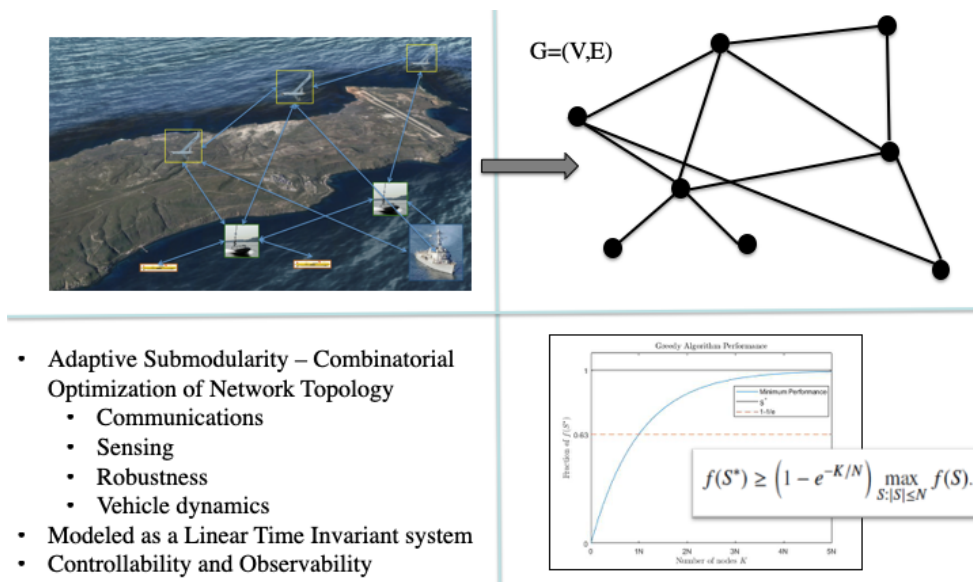 G=(V,E)
• Adaptive Submodularity – Combinatorial
Optimization of Network Topology
• Communications
• Sensing
• Robustness
• Vehicle dynamics
• Modeled as a Linear Time Invariant system
• Controllability and Observability
Greedy Algorithm Performance
1
Minimum Performance
S*
1-1/e
0.63
Fraction of f(S*)
f(S*) ≥ (1 − e^{−K/N}) max_{S:|S|≤N} f(S).
0
1N
2N
3N
4N
5N
Number of nodes K